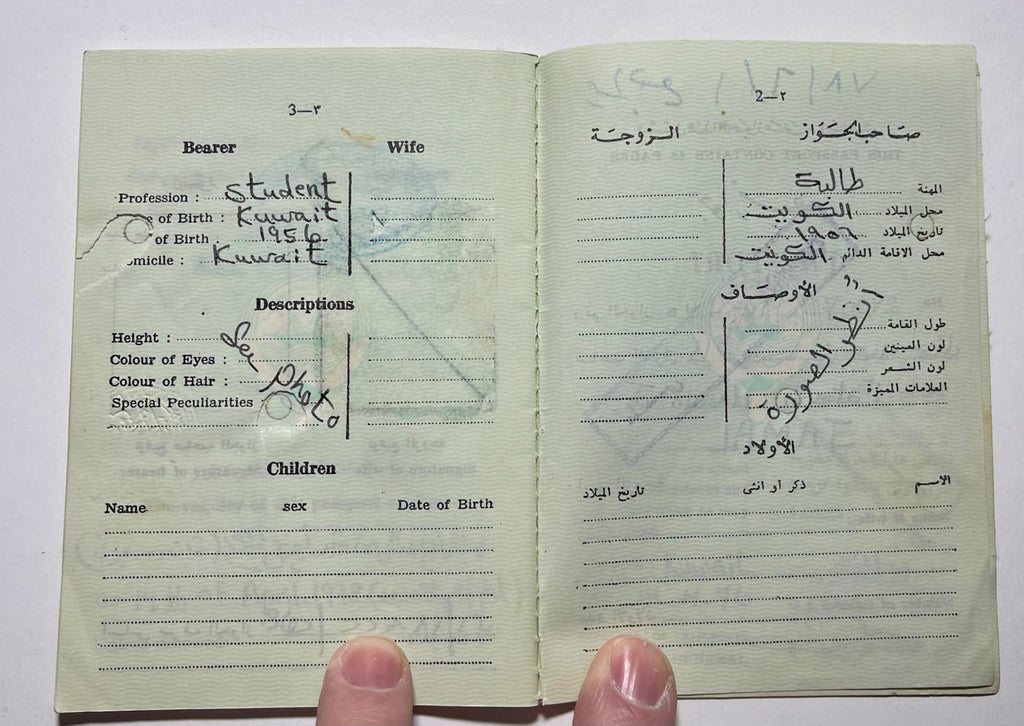 3—٣
Bearer Wife
Profession : Student
e of Birth : Kuwait
of Birth : 1956
omicile : Kuwait
Descriptions
Height : See
Colour of Eyes :
Colour of Hair : Photo
Special Peculiarities :
Children
Name sex Date of Birth
2—٢
صاحب الجواز الزوجة
المهنة طالبة
محل الميلاد الكويت
تاريخ الميلاد ١٩٥٦
محل الاقامة الدائم الكويت
الأوصاف
طول القامة
لون العينين انظر الصورة
لون الشعر
العلامات المميزة
الأولاد
الاسم ذكر أو انثى تاريخ الميلاد